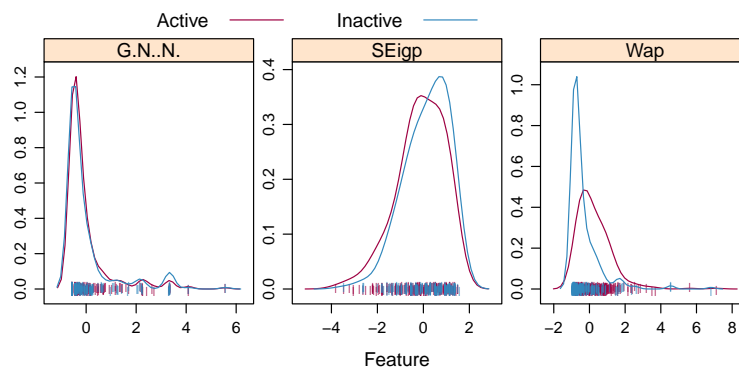 Active Inactive
G.N..N. SEigp Wap
0.0 0.2 0.4 0.6 0.8 1.0 1.2
0 2 4 6
0.0 0.1 0.2 0.3 0.4
−4 −2 0 2
0.0 0.2 0.4 0.6 0.8 1.0
−2 0 2 4 6 8
Feature